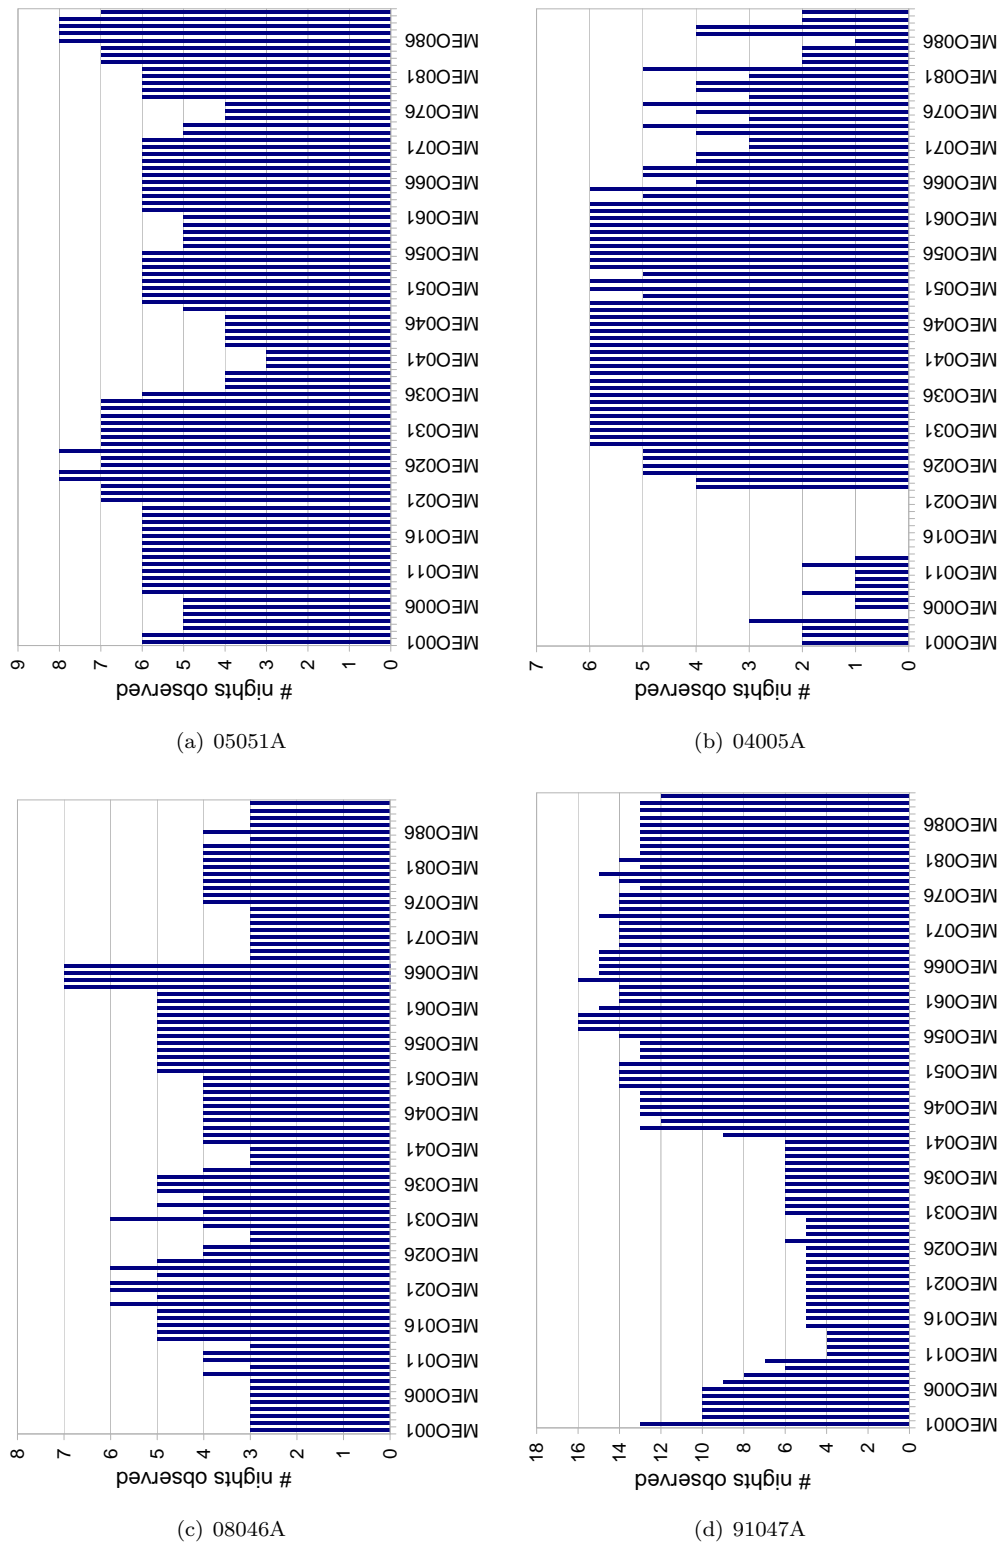 MEO086
MEO081
MEO076
MEO071
MEO066
MEO061
MEO056
MEO051
MEO046
MEO041
MEO036
MEO031
MEO026
MEO021
MEO016
MEO011
MEO006
MEO001
9 8 7 6 5 4 3 2 1 0
# nights observed
(a) 05051A
MEO086
MEO081
MEO076
MEO071
MEO066
MEO061
MEO056
MEO051
MEO046
MEO041
MEO036
MEO031
MEO026
MEO021
MEO016
MEO011
MEO006
MEO001
7 6 5 4 3 2 1 0
# nights observed
(b) 04005A
MEO086
MEO081
MEO076
MEO071
MEO066
MEO061
MEO056
MEO051
MEO046
MEO041
MEO036
MEO031
MEO026
MEO021
MEO016
MEO011
MEO006
MEO001
8 7 6 5 4 3 2 1 0
# nights observed
(c) 08046A
MEO086
MEO081
MEO076
MEO071
MEO066
MEO061
MEO056
MEO051
MEO046
MEO041
MEO036
MEO031
MEO026
MEO021
MEO016
MEO011
MEO006
MEO001
18 16 14 12 10 8 6 4 2 0
# nights observed
(d) 91047A